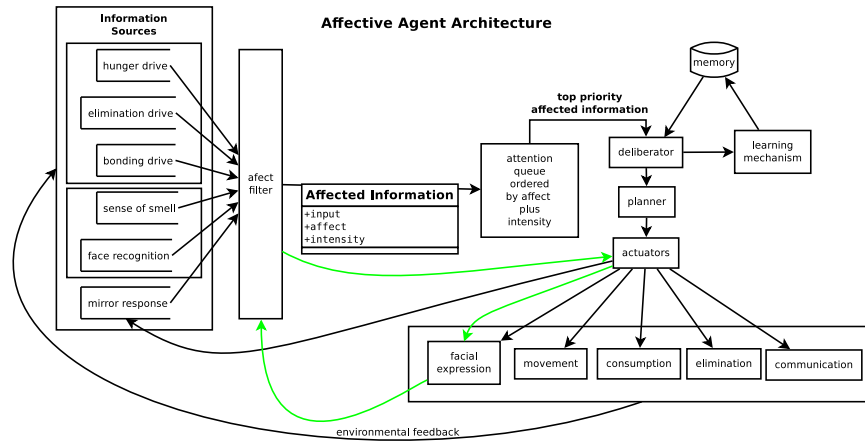 Affective Agent Architecture
Information
Sources
hunger drive
elimination drive
bonding drive
sense of smell
face recognition
mirror response
afect
filter
Affected Information
+input
+affect
+intensity
attention
queue
ordered
by affect
plus
intensity
top priority
affected information
memory
deliberator
learning
mechanism
planner
actuators
facial
expression
movement
consumption
elimination
communication
environmental feedback